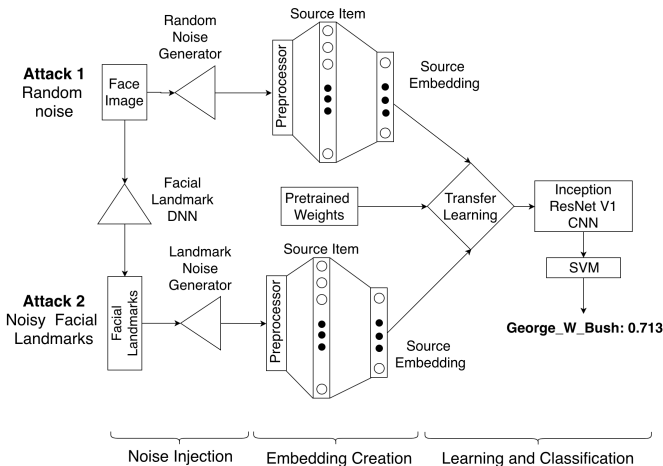 Source Item
Random
Noise
Generator
Attack 1
Random
noise
Face
Image
Preprocessor
Source
Embedding
Facial
Landmark
DNN
Pretrained
Weights
Transfer
Learning
Inception
ResNet V1
CNN
SVM
George_W_Bush: 0.713
Landmark
Noise
Generator
Source Item
Attack 2
Noisy Facial
Landmarks
Facial
Landmarks
Preprocessor
Source
Embedding
Noise Injection
Embedding Creation
Learning and Classification